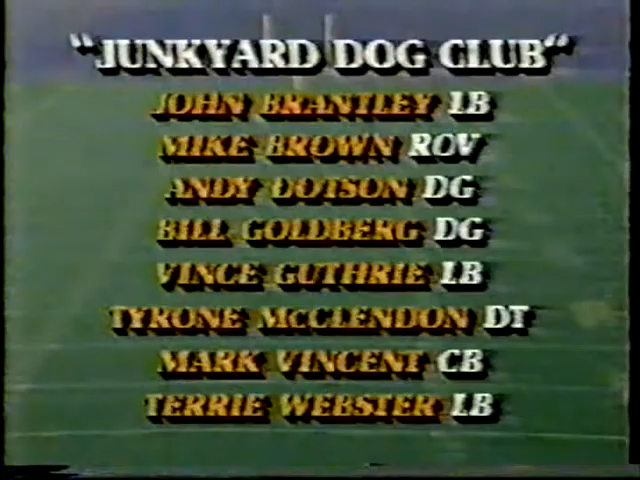 “JUNKYARD DOG CLUB“
JOHN BRANTLEY LB
MIKE BROWN ROV
ANDY DOTSON DG
BILL GOLDBERG DG
VINCE GUTHRIE LB
TYRONE McCLENDON DT
MARK VINCENT CB
TERRIE WEBSTER LB